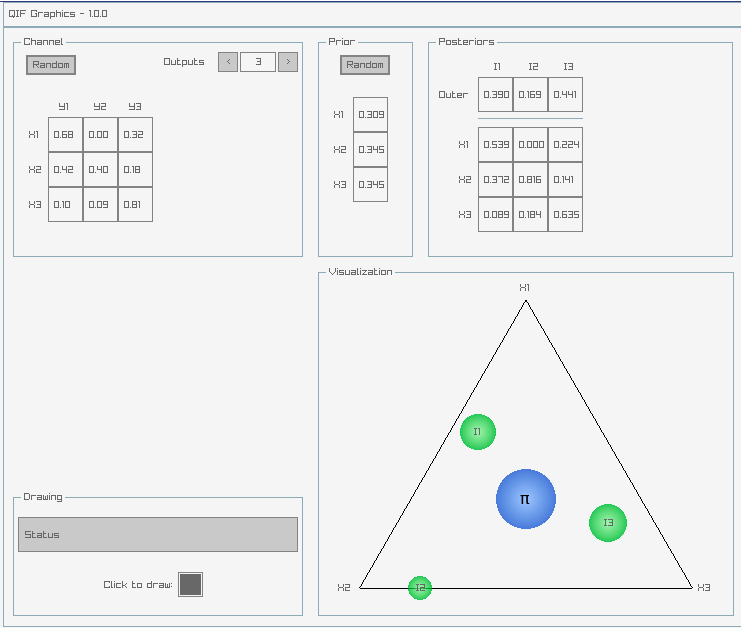 QIF Graphics - 1.0.0
Channel
Random
Outputs < 3 >
Y1 Y2 Y3
X1 0.68 0.00 0.32
X2 0.42 0.40 0.18
X3 0.10 0.09 0.81
Prior
Random
X1 0.309
X2 0.345
X3 0.345
Posteriors
I1 I2 I3
Outer 0.390 0.169 0.441
X1 0.539 0.000 0.224
X2 0.372 0.816 0.141
X3 0.089 0.184 0.635
Visualization
X1
I1
π
I3
X2 I2 X3
Drawing
Status
Click to draw: